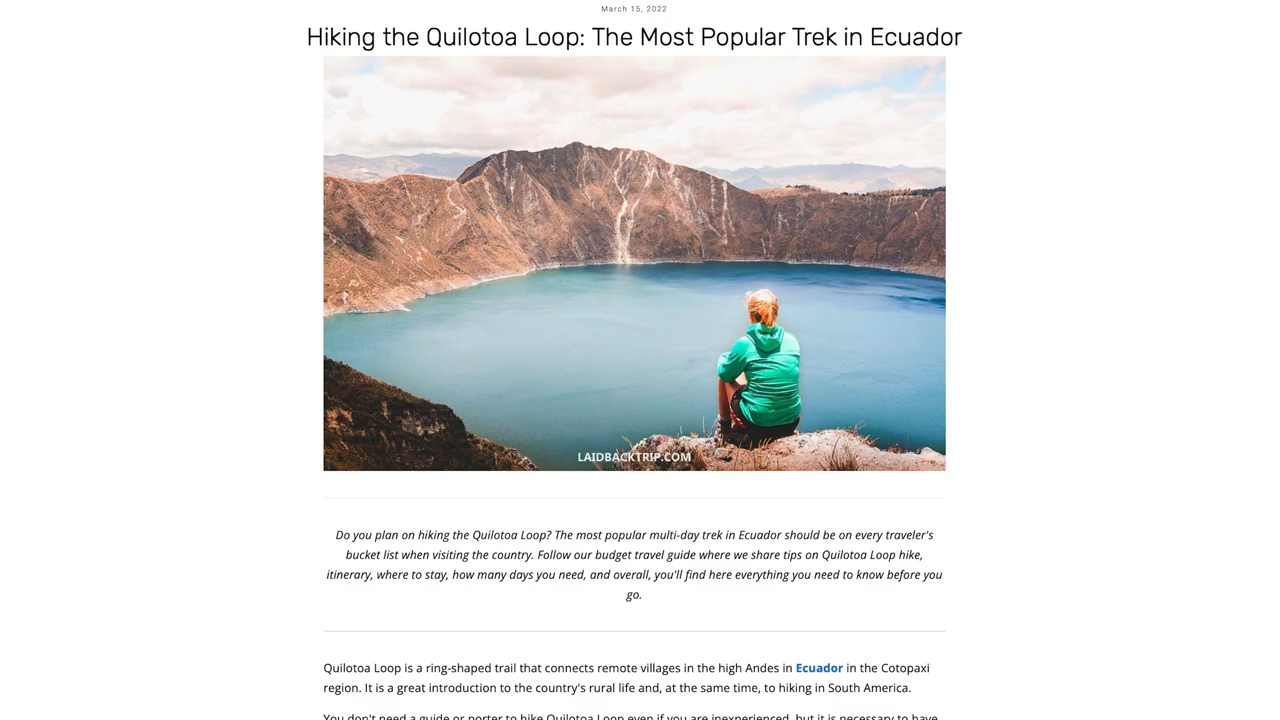 March 15, 2022
Hiking the Quilotoa Loop: The Most Popular Trek in Ecuador
LAIDBACKTRIP.COM
Do you plan on hiking the Quilotoa Loop? The most popular multi-day trek in Ecuador should be on every traveler's
bucket list when visiting the country. Follow our budget travel guide where we share tips on Quilotoa Loop hike,
itinerary, where to stay, how many days you need, and overall, you'll find here everything you need to know before you
go.
Quilotoa Loop is a ring-shaped trail that connects remote villages in the high Andes in Ecuador in the Cotopaxi
region. It is a great introduction to the country's rural life and, at the same time, to hiking in South America.
You don't need a guide or porter to hike Quilotoa Loop even if you are inexperienced, but it is necessary to have